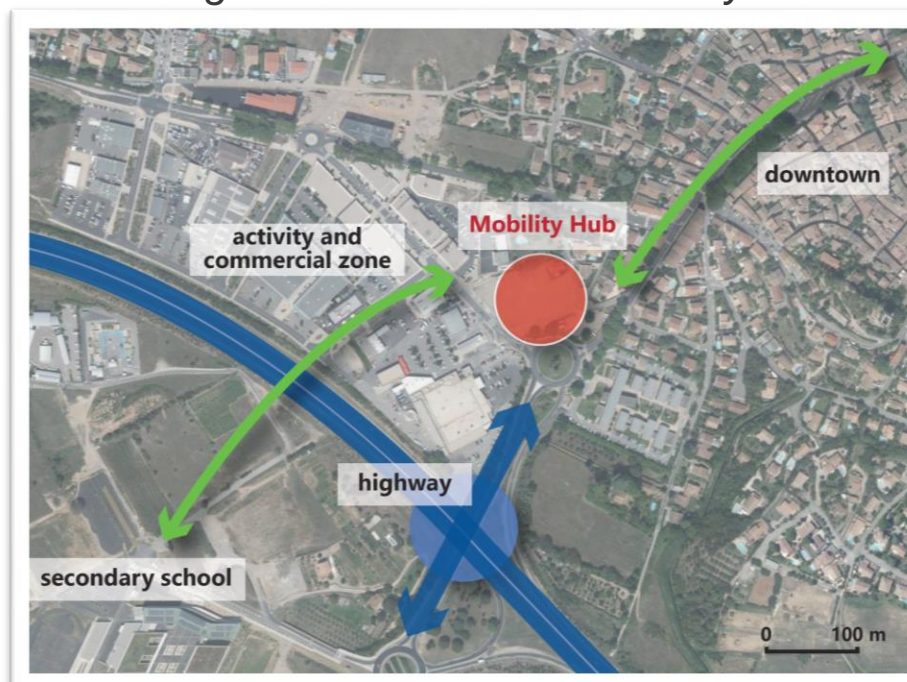 downtown
Mobility Hub
activity and
commercial zone
highway
secondary school
0 100 m